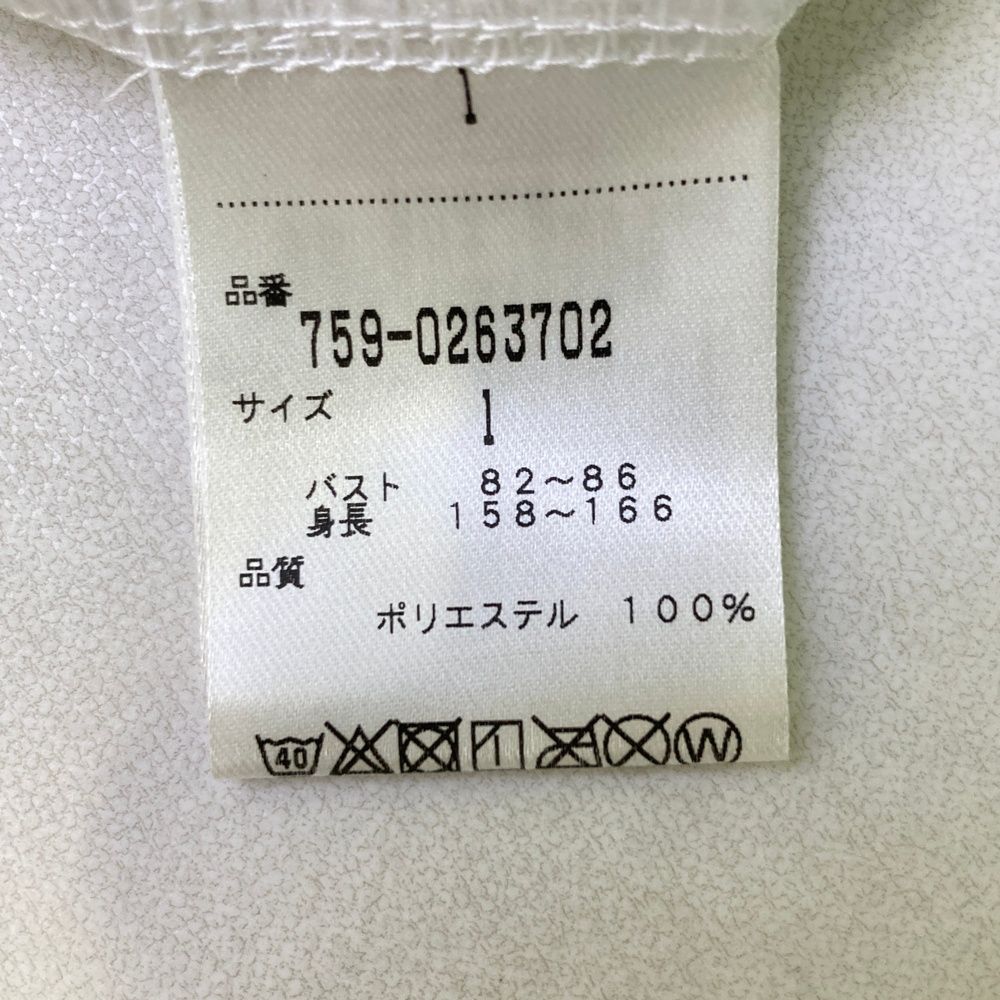 1
品番
759-0263702
サイズ 1
バスト 82~86
身長 158~166
品質
ポリエステル 100%
40 W